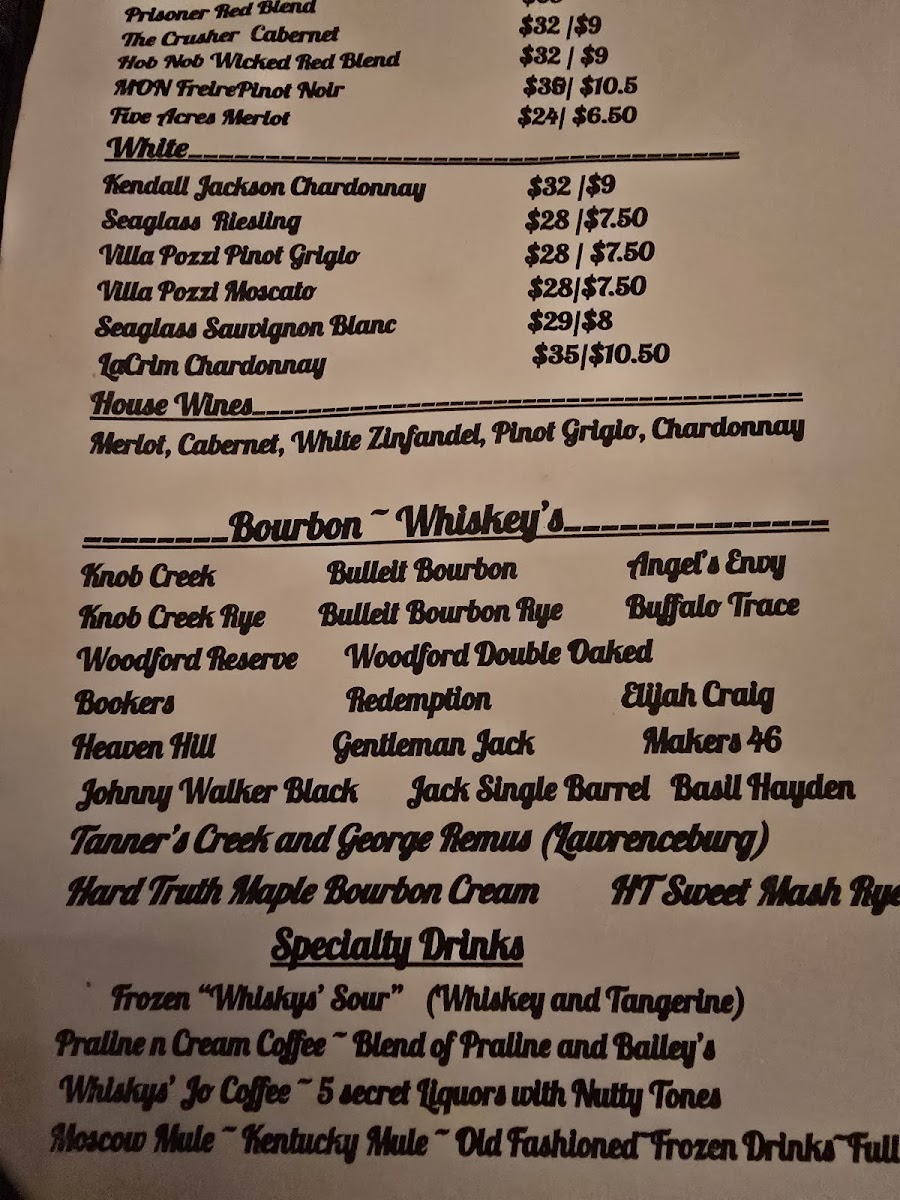 Prisoner Red Blend
The Crusher Cabernet $32 /$9
Hob Nob Wicked Red Blend $32 / $9
MON FreirePinot Noir / $10.5
Five Acres Merlot $24/ $6.50
White
Kendall Jackson Chardonnay $32 /$9
Seaglass Riesling $28 /$7.50
Villa Pozzi Pinot Grigio $28 / $7.50
Villa Pozzi Moscato $28/$7.50
Seaglass Sauvignon Blanc $29/$8
LaCrim Chardonnay $35/$10.50
House Wines
Merlot, Cabernet, White Zinfandel, Pinot Grigio, Chardonnay
Bourbon ~ Whiskey's
Knob Creek Bulleit Bourbon Angel's Envy
Knob Creek Rye Bulleit Bourbon Rye Buffalo Trace
Woodford Reserve Woodford Double Oaked
Bookers Redemption Elijah Craig
Heaven Hill Gentleman Jack Makers 46
Johnny Walker Black Jack Single Barrel Basil Hayden
Tanner's Creek and George Remus (Lawrenceburg)
Hard Truth Maple Bourbon Cream HT Sweet Mash Rye
Specialty Drinks
Frozen "Whiskys' Sour" (Whiskey and Tangerine)
Praline n Cream Coffee ~ Blend of Praline and Bailey's
Whiskys' Jo Coffee ~ 5 secret Liquors with Nutty Tones
Moscow Mule ~ Kentucky Mule ~ Old Fashioned~Frozen Drinks~Full